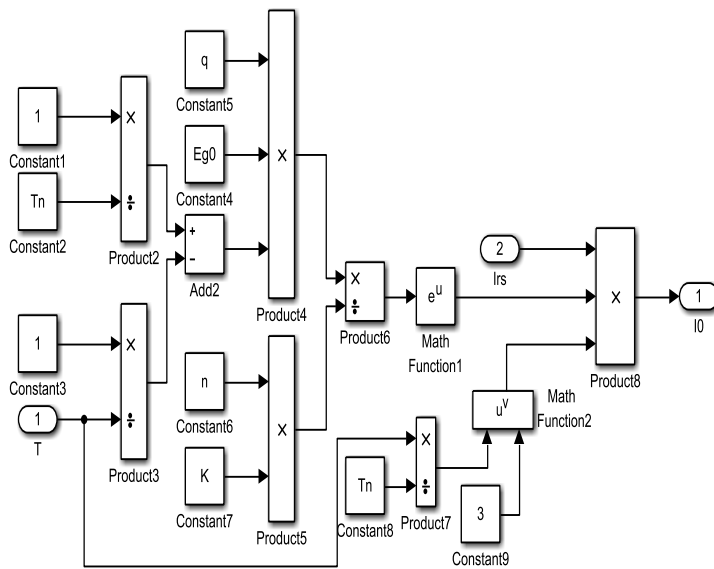 q
Constant5
1
×
Constant1
Eg0
×
Constant4
Tn
÷
Constant2
+
−
Add2
Product2
2
Irs
Product4
×
÷
Product6
e^u
Math
Function1
×
1
I0
Product8
1
×
Constant3
1
T
÷
Product3
n
Constant6
×
K
Constant7
Product5
u^v
Math
Function2
×
÷
Product7
Tn
Constant8
3
Constant9